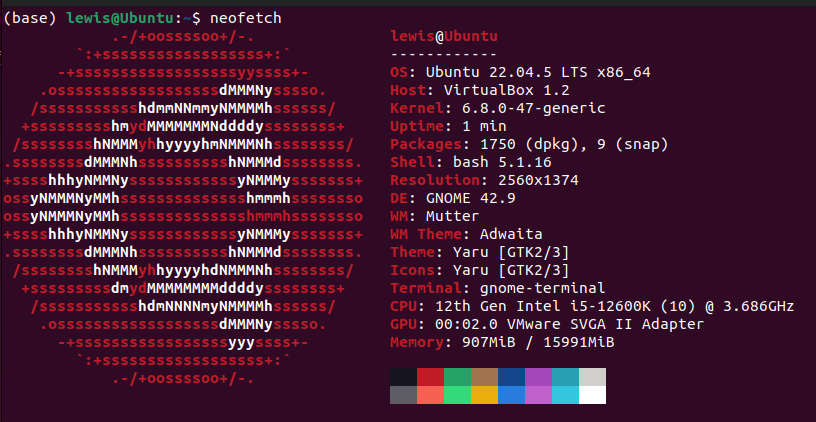 (base) lewis@Ubuntu:~$ neofetch
            .-/+oossssoo+/-.               lewis@Ubuntu
        `:+ssssssssssssssssss+:`           ------------
      -+ssssssssssssssssssyyssss+-         OS: Ubuntu 22.04.5 LTS x86_64
    .ossssssssssssssssssdMMMNysssso.       Host: VirtualBox 1.2
   /ssssssssssshdmmNNmmyNMMMMhssssss/      Kernel: 6.8.0-47-generic
  +ssssssssshmydMMMMMMMNddddyssssssss+     Uptime: 1 min
 /sssssssshNMMMyhhyyyyhmNMMMNhssssssss/    Packages: 1750 (dpkg), 9 (snap)
.ssssssssdMMMNhsssssssssshNMMMdssssssss.   Shell: bash 5.1.16
+sssshhhyNMMNyssssssssssssyNMMMysssssss+   Resolution: 2560x1374
ossyNMMMNyMMhsssssssssssssshmmmhssssssso   DE: GNOME 42.9
ossyNMMMNyMMhsssssssssssssshmmmhssssssso   WM: Mutter
+sssshhhyNMMNyssssssssssssyNMMMysssssss+   WM Theme: Adwaita
.ssssssssdMMMNhsssssssssshNMMMdssssssss.   Theme: Yaru [GTK2/3]
 /sssssssshNMMMyhhyyyyhdNMMMNhssssssss/    Icons: Yaru [GTK2/3]
  +sssssssssdmydMMMMMMMMddddyssssssss+     Terminal: gnome-terminal
   /ssssssssssshdmNNNNmyNMMMMhssssss/      CPU: 12th Gen Intel i5-12600K (10) @ 3.686GHz
    .ossssssssssssssssssdMMMNysssso.       GPU: 00:02.0 VMware SVGA II Adapter
      -+sssssssssssssssssyyyssss+-         Memory: 907MiB / 15991MiB
        `:+ssssssssssssssssss+:`
            .-/+oossssoo+/-.